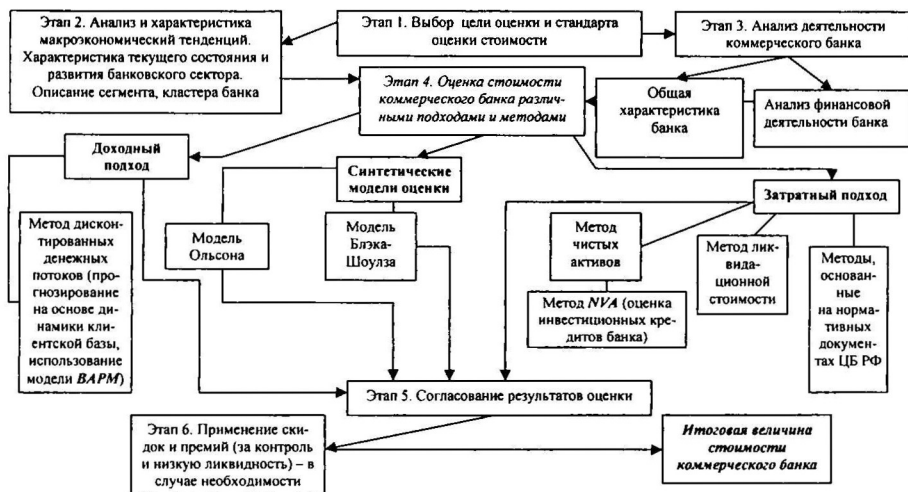 Этап 2. Анализ и характеристика
макроэкономический тенденций.
Характеристика текущего состояния и
развития банковского сектора.
Описание сегмента, кластера банка
Этап 1. Выбор цели оценки и стандарта
оценки стоимости
Этап 3. Анализ деятельности
коммерческого банка
Этап 4. Оценка стоимости
коммерческого банка различ-
ными подходами и методами
Общая
характеристика
банка
Анализ финансовой
деятельности банка
Доходный
подход
Синтетические
модели оценки
Затратный подход
Метод дискон-
тированных
денежных
потоков (про-
гнозирование
на основе ди-
намики кли-
ентской базы,
использование
модели BAPM)
Модель
Ольсона
Модель
Блэка-
Шоулза
Метод
чистых
активов
Метод лик-
вида-
ционной
стоимости
Методы,
основан-
ные
на нормa-
тивных
докумен-
тах ЦБ РФ
Метод NVA (оценка
инвестиционных кре-
дитов банка)
Этап 5. Согласование результатов оценки
Этап 6. Применение ски-
док и премий (за контроль
и низкую ликвидность) – в
случае необходимости
Итоговая величина
стоимости
коммерческого банка